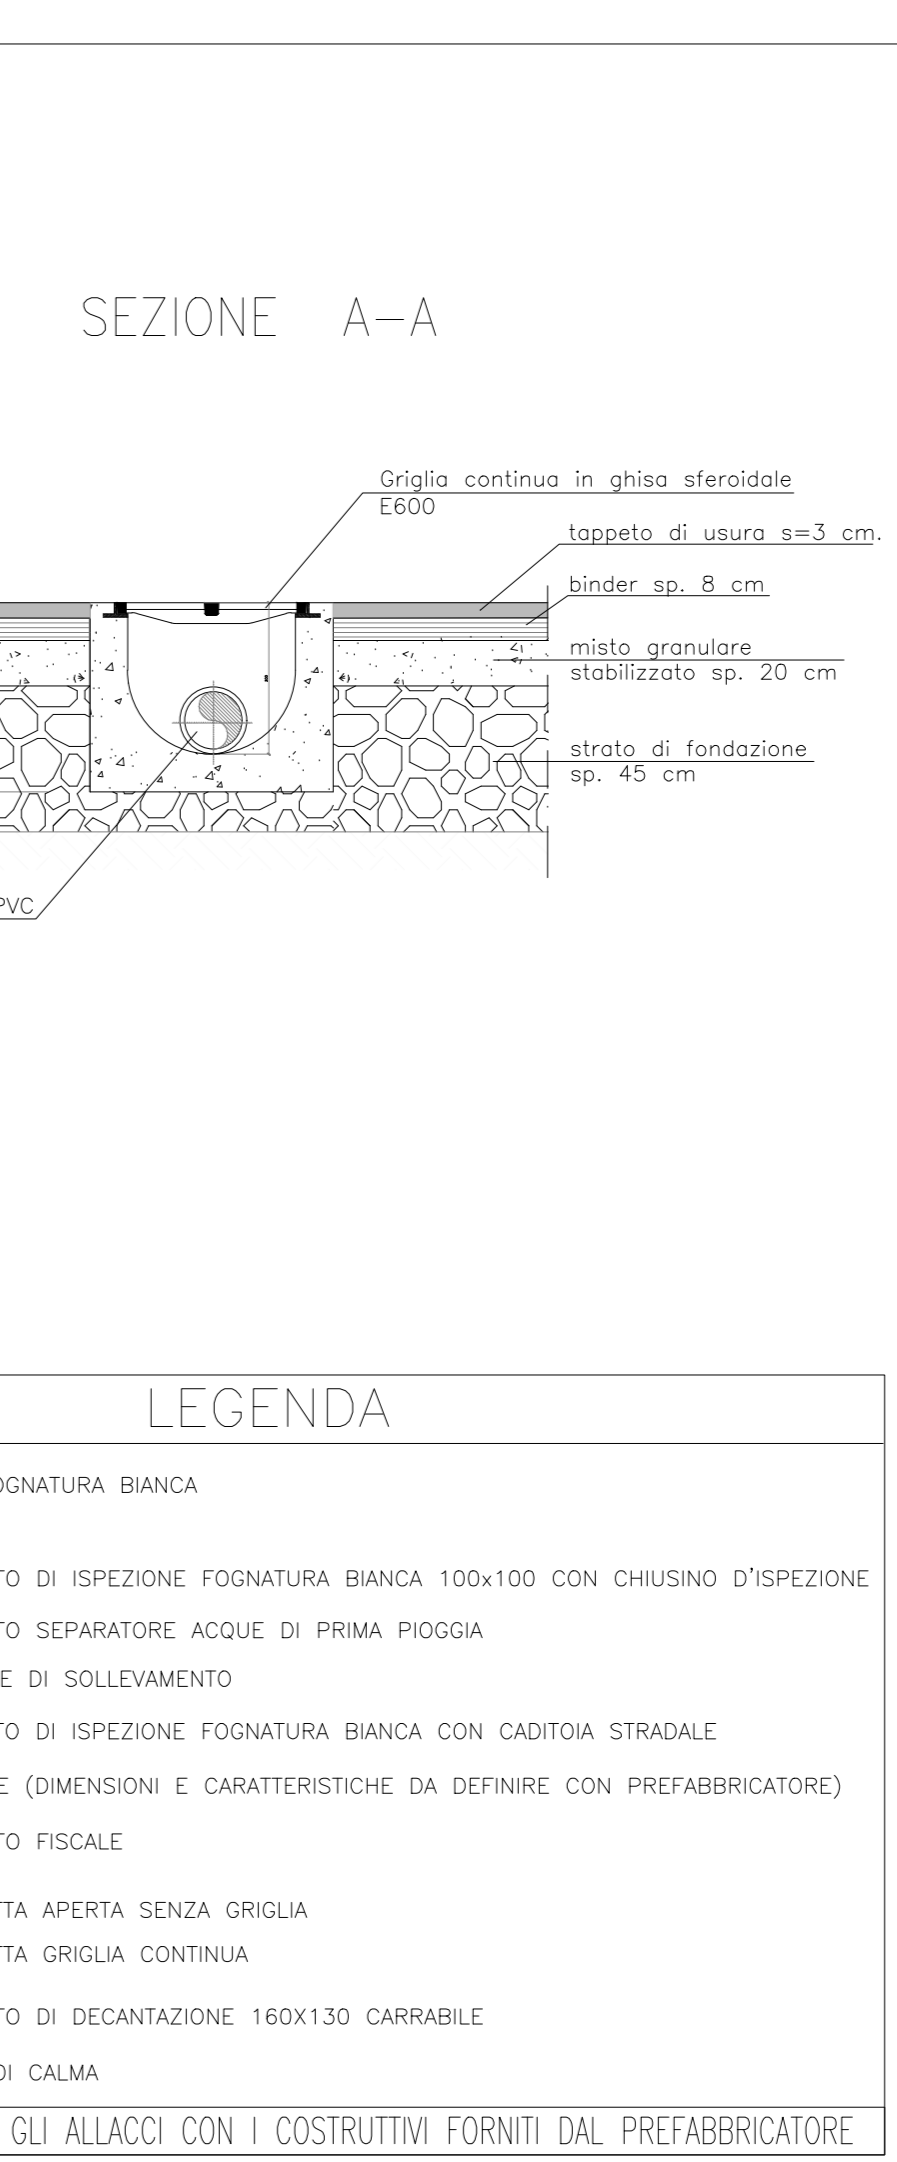 SEZIONE A-A
Griglia continua in ghisa sferoidale
E600
tappeto di usura s=3 cm.
binder sp. 8 cm
misto granulare
stabilizzato sp. 20 cm
strato di fondazione
sp. 45 cm
PVC
LEGENDA
OGNATURA BIANCA
TO DI ISPEZIONE FOGNATURA BIANCA 100x100 CON CHIUSINO D'ISPEZIONE
TO SEPARATORE ACQUE DI PRIMA PIOGGIA
E DI SOLLEVAMENTO
TO DI ISPEZIONE FOGNATURA BIANCA CON CADITOIA STRADALE
E (DIMENSIONI E CARATTERISTICHE DA DEFINIRE CON PREFABBRICATORE)
TO FISCALE
TTA APERTA SENZA GRIGLIA
TTA GRIGLIA CONTINUA
TO DI DECANTAZIONE 160X130 CARRABILE
DI CALMA
GLI ALLACCI CON I COSTRUTTIVI FORNITI DAL PREFABBRICATORE